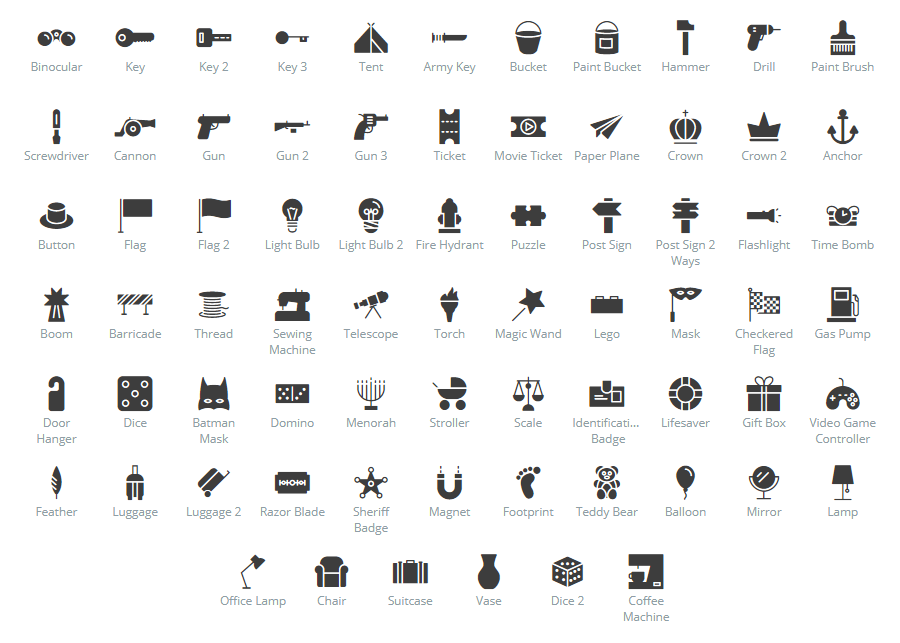 Binocular Key Key 2 Key 3 Tent Army Key Bucket Paint Bucket Hammer Drill Paint Brush
Screwdriver Cannon Gun Gun 2 Gun 3 Ticket Movie Ticket Paper Plane Crown Crown 2 Anchor
Button Flag Flag 2 Light Bulb Light Bulb 2 Fire Hydrant Puzzle Post Sign Post Sign 2 Flashlight Time Bomb
Ways
Boom Barricade Thread Sewing Telescope Torch Magic Wand Lego Mask Checkered Gas Pump
Machine Flag
Door Dice Batman Domino Menorah Stroller Scale Identificati... Lifesaver Gift Box Video Game
Hanger Mask Badge Controller
Feather Luggage Luggage 2 Razor Blade Sheriff Magnet Footprint Teddy Bear Balloon Mirror Lamp
Badge
Office Lamp Chair Suitcase Vase Dice 2 Coffee
Machine